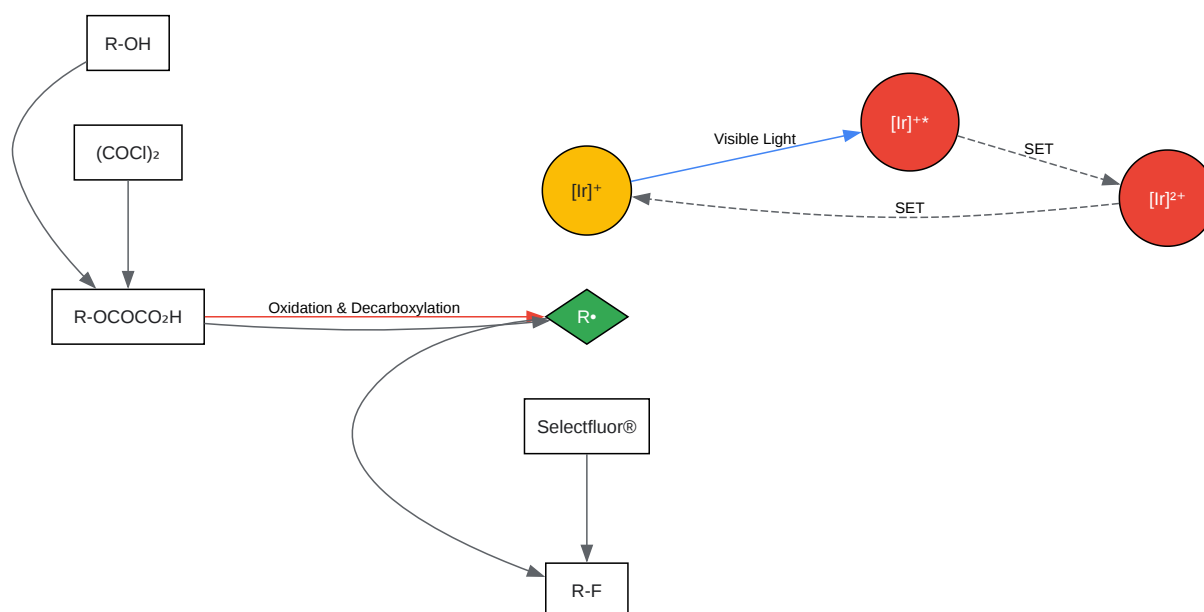 R-OH
[Ir]⁺*
Visible Light
SET
(COCl)₂
[Ir]⁺
[Ir]²⁺
SET
Oxidation & Decarboxylation
R-OCOCO₂H
R•
Selectfluor®
R-F